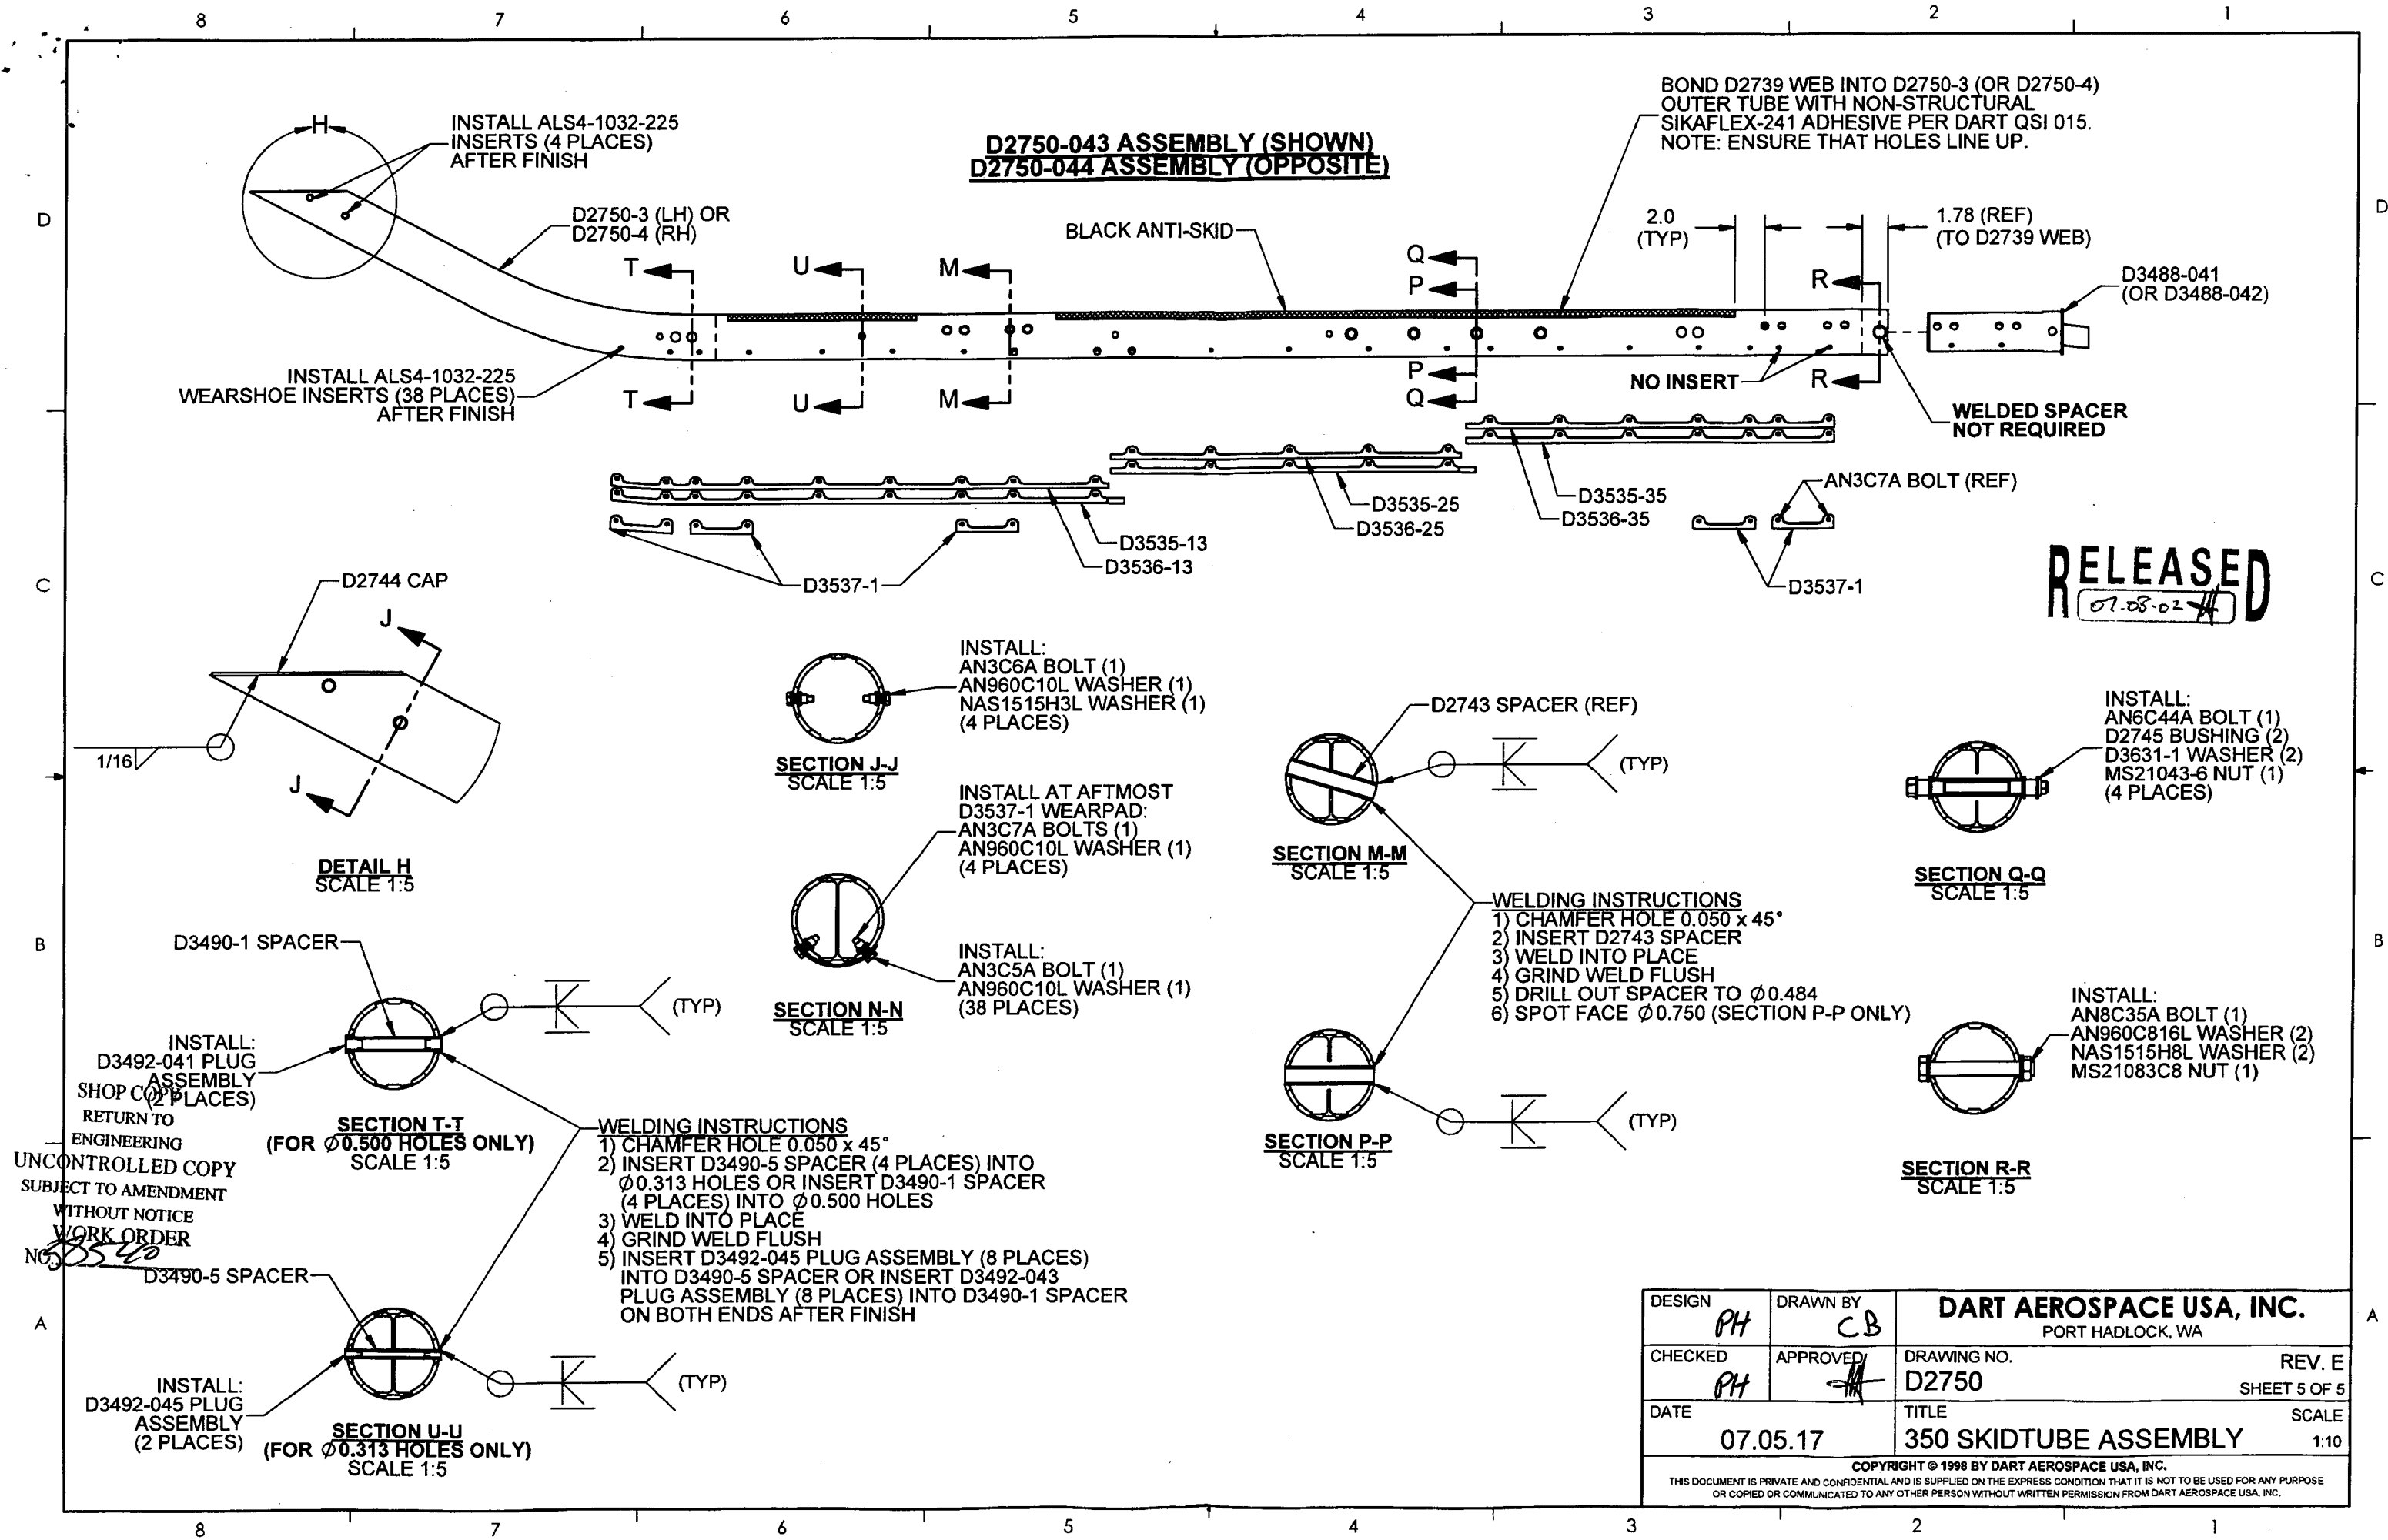 8 7 6 5 4 3 2 1
D
D
C
C
B
B
A
A
H
INSTALL ALS4-1032-225
INSERTS (4 PLACES)
AFTER FINISH
D2750-043 ASSEMBLY (SHOWN)
D2750-044 ASSEMBLY (OPPOSITE)
BOND D2739 WEB INTO D2750-3 (OR D2750-4)
OUTER TUBE WITH NON-STRUCTURAL
SIKAFLEX-241 ADHESIVE PER DART QSI 015.
NOTE: ENSURE THAT HOLES LINE UP.
D2750-3 (LH) OR
D2750-4 (RH)
BLACK ANTI-SKID
2.0
(TYP)
1.78 (REF)
(TO D2739 WEB)
D3488-041
(OR D3488-042)
T U M Q P R
T U M P Q R
INSTALL ALS4-1032-225
WEARSHOE INSERTS (38 PLACES)
AFTER FINISH
NO INSERT
WELDED SPACER
NOT REQUIRED
AN3C7A BOLT (REF)
D3535-35
D3536-35
D3535-25
D3536-25
D3535-13
D3536-13
D3537-1
D3537-1
RELEASED
07.08.02
D2744 CAP
J
J
1/16
DETAIL H
SCALE 1:5
INSTALL:
AN3C6A BOLT (1)
AN960C10L WASHER (1)
NAS1515H3L WASHER (1)
(4 PLACES)
SECTION J-J
SCALE 1:5
INSTALL AT AFTMOST
D3537-1 WEARPAD:
AN3C7A BOLTS (1)
AN960C10L WASHER (1)
(4 PLACES)
INSTALL:
AN3C5A BOLT (1)
AN960C10L WASHER (1)
(38 PLACES)
SECTION N-N
SCALE 1:5
D2743 SPACER (REF)
K
(TYP)
SECTION M-M
SCALE 1:5
INSTALL:
AN6C44A BOLT (1)
D2745 BUSHING (2)
D3631-1 WASHER (2)
MS21043-6 NUT (1)
(4 PLACES)
SECTION Q-Q
SCALE 1:5
WELDING INSTRUCTIONS
1) CHAMFER HOLE 0.050 x 45°
2) INSERT D2743 SPACER
3) WELD INTO PLACE
4) GRIND WELD FLUSH
5) DRILL OUT SPACER TO Ø0.484
6) SPOT FACE Ø0.750 (SECTION P-P ONLY)
K
(TYP)
SECTION P-P
SCALE 1:5
INSTALL:
AN8C35A BOLT (1)
AN960C816L WASHER (2)
NAS1515H8L WASHER (2)
MS21083C8 NUT (1)
SECTION R-R
SCALE 1:5
D3490-1 SPACER
K
(TYP)
INSTALL:
D3492-041 PLUG
ASSEMBLY
(2 PLACES)
SECTION T-T
(FOR Ø0.500 HOLES ONLY)
SCALE 1:5
SHOP COPY
RETURN TO
ENGINEERING
UNCONTROLLED COPY
SUBJECT TO AMENDMENT
WITHOUT NOTICE
WORK ORDER
NO.
WELDING INSTRUCTIONS
1) CHAMFER HOLE 0.050 x 45°
2) INSERT D3490-5 SPACER (4 PLACES) INTO
Ø0.313 HOLES OR INSERT D3490-1 SPACER
(4 PLACES) INTO Ø0.500 HOLES
3) WELD INTO PLACE
4) GRIND WELD FLUSH
5) INSERT D3492-045 PLUG ASSEMBLY (8 PLACES)
INTO D3490-5 SPACER OR INSERT D3492-043
PLUG ASSEMBLY (8 PLACES) INTO D3490-1 SPACER
ON BOTH ENDS AFTER FINISH
D3490-5 SPACER
K
(TYP)
INSTALL:
D3492-045 PLUG
ASSEMBLY
(2 PLACES)
SECTION U-U
(FOR Ø0.313 HOLES ONLY)
SCALE 1:5
DESIGN
PH
DRAWN BY
CB
DART AEROSPACE USA, INC.
PORT HADLOCK, WA
CHECKED
PH
APPROVED
DRAWING NO.
D2750
REV. E
SHEET 5 OF 5
DATE
07.05.17
TITLE
350 SKIDTUBE ASSEMBLY
SCALE
1:10
COPYRIGHT © 1998 BY DART AEROSPACE USA, INC.
THIS DOCUMENT IS PRIVATE AND CONFIDENTIAL AND IS SUPPLIED ON THE EXPRESS CONDITION THAT IT IS NOT TO BE USED FOR ANY PURPOSE
OR COPIED OR COMMUNICATED TO ANY OTHER PERSON WITHOUT WRITTEN PERMISSION FROM DART AEROSPACE USA, INC.
8 7 6 5 4 3 2 1